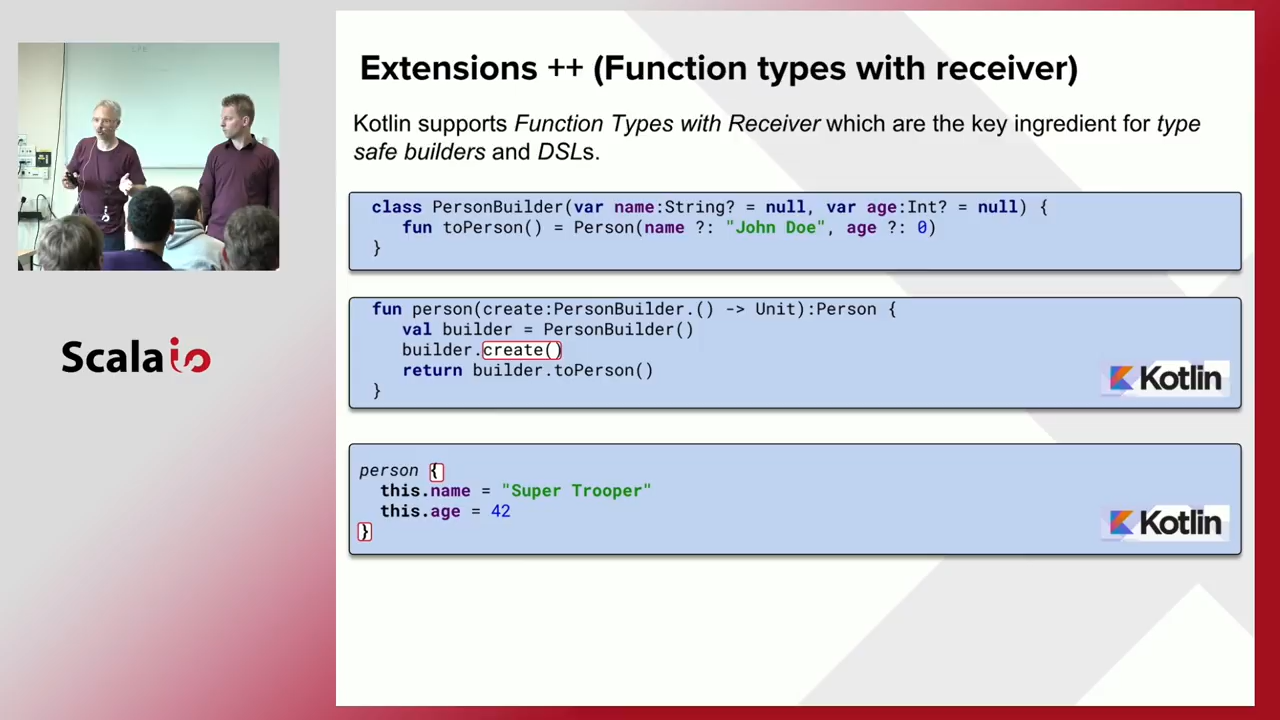 Extensions ++ (Function types with receiver)
Kotlin supports Function Types with Receiver which are the key ingredient for type
safe builders and DSLs.
class PersonBuilder(var name:String? = null, var age:Int? = null) {
fun toPerson() = Person(name ?: "John Doe", age ?: 0)
}
fun person(create:PersonBuilder.() -> Unit):Person {
val builder = PersonBuilder()
builder.create()
return builder.toPerson()
}
Kotlin
person {
this.name = "Super Trooper"
this.age = 42
}
Kotlin
Scala io